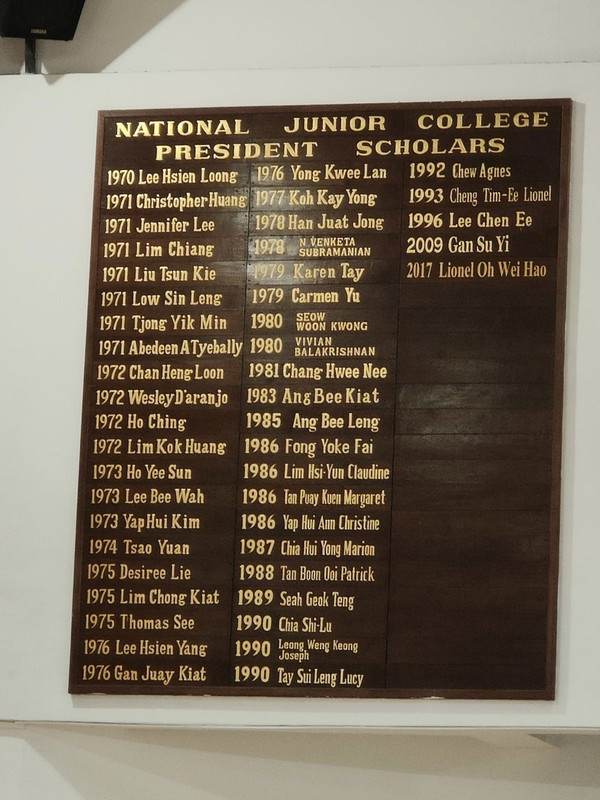 NATIONAL JUNIOR COLLEGE
PRESIDENT SCHOLARS
1970 Lee Hsien Loong
1971 Christopher Huang
1971 Jennifer Lee
1971 Lim Chiang
1971 Liu Tsun Kie
1971 Low Sin Leng
1971 Tjong Yik Min
1971 Abedeen A Tyebally
1972 Chan Heng Loon
1972 Wesley D'aranjo
1972 Ho Ching
1972 Lim Kok Huang
1973 Ho Yee Sun
1973 Lee Bee Wah
1973 Yap Hui Kim
1974 Tsao Yuan
1975 Desiree Lie
1975 Lim Chong Kiat
1975 Thomas See
1976 Lee Hsien Yang
1976 Gan Juay Kiat
1976 Yong Kwee Lan
1977 Koh Kay Yong
1978 Han Juat Jong
1978 N VENKETA
SUBRAMANIAN
1979 Karen Tay
1979 Carmen Yu
1980 SEOW
WOON KWONG
1980 VIVIAN
BALAKRISHNAN
1981 Chang Hwee Nee
1983 Ang Bee Kiat
1985 Ang Bee Leng
1986 Fong Yoke Fai
1986 Lim Hsi-Yun Claudine
1986 Tan Puay Kuen Margaret
1986 Yap Hui Ann Christine
1987 Chia Hui Yong Marion
1988 Tan Boon Ooi Patrick
1989 Seah Geok Teng
1990 Chia Shi-Lu
1990 Leong Weng Keong
Joseph
1990 Tay Sui Leng Lucy
1992 Chew Agnes
1993 Cheng Tim-Ee Lionel
1996 Lee Chen Ee
2009 Gan Su Yi
2017 Lionel Oh Wei Hao